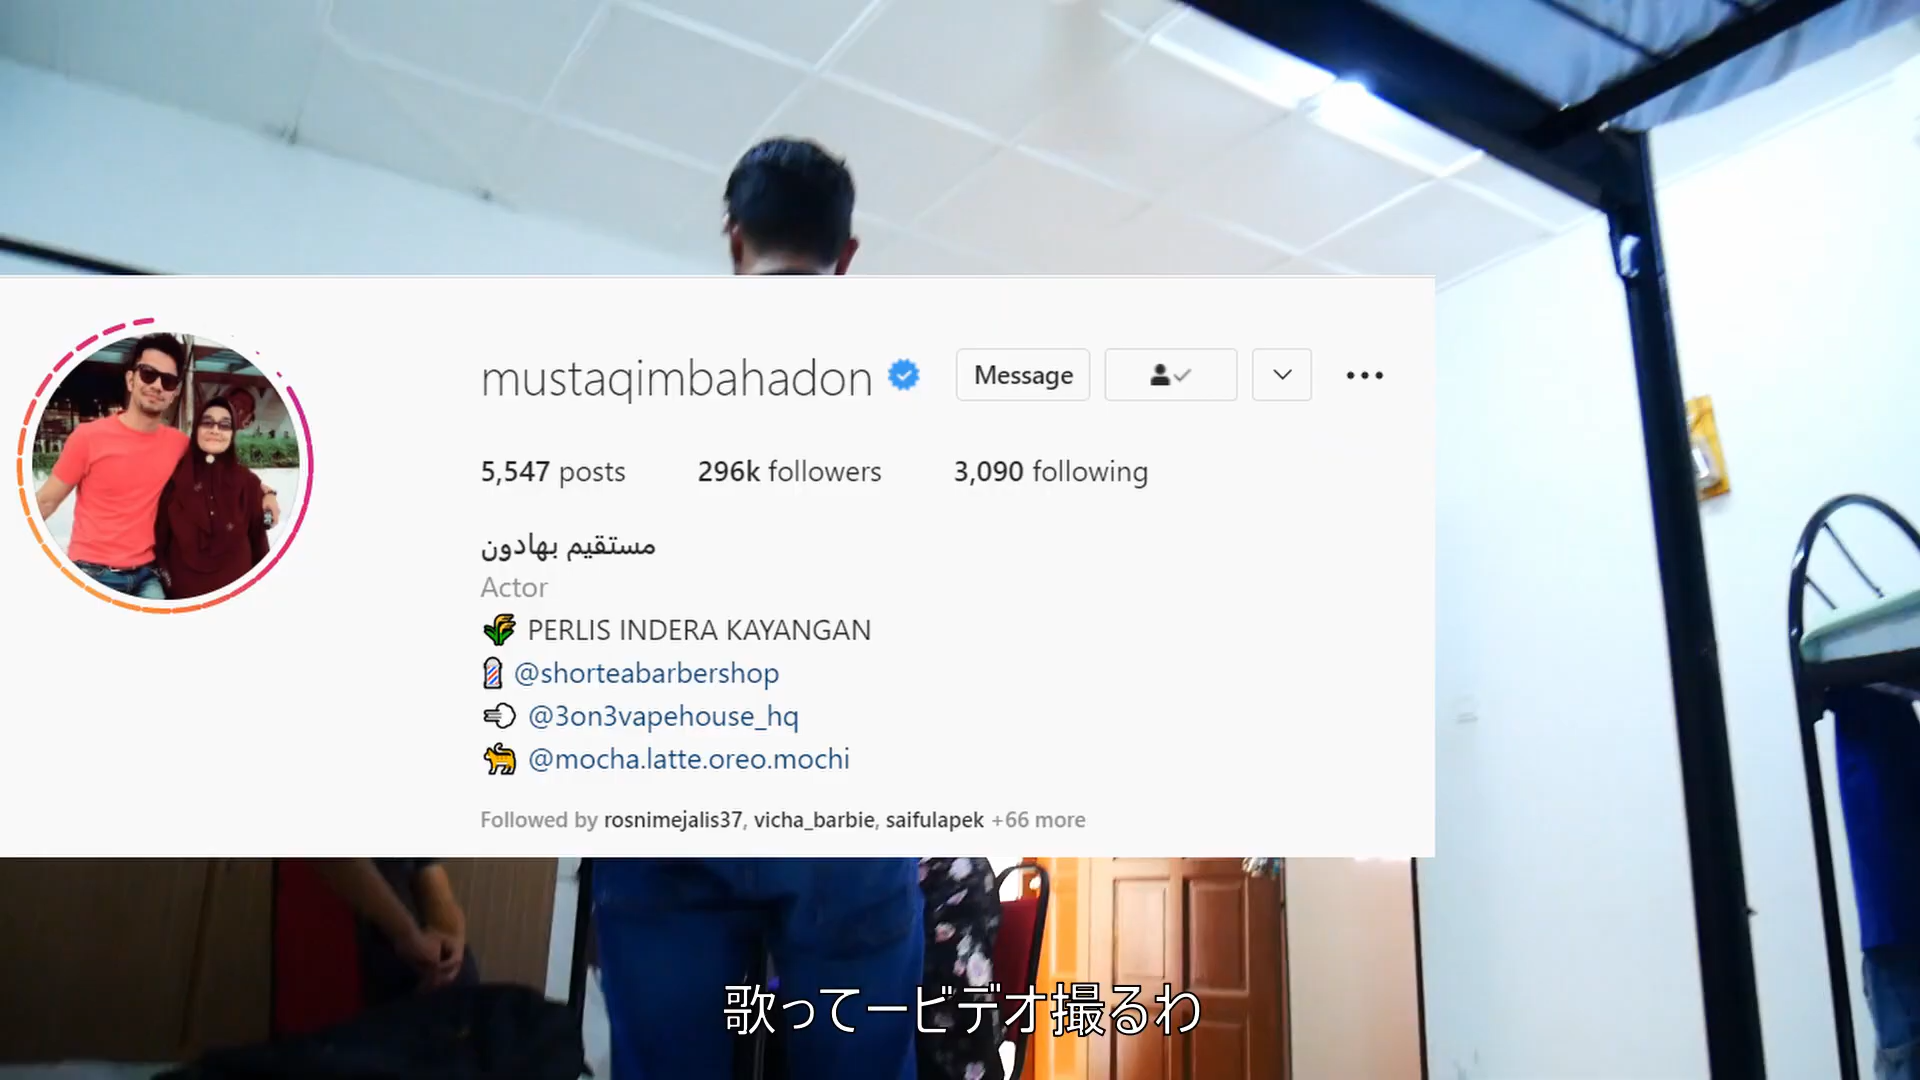 mustaqimbahadon Message
5,547 posts 296k followers 3,090 following
مستقيم بهادون
Actor
🌾 PERLIS INDERA KAYANGAN
💈 @shorteabarbershop
💨 @3on3vapehouse_hq
🐅 @mocha.latte.oreo.mochi
Followed by rosnimejalis37, vicha_barbie, saifulapek +66 more
歌ってービデオ撮るわ